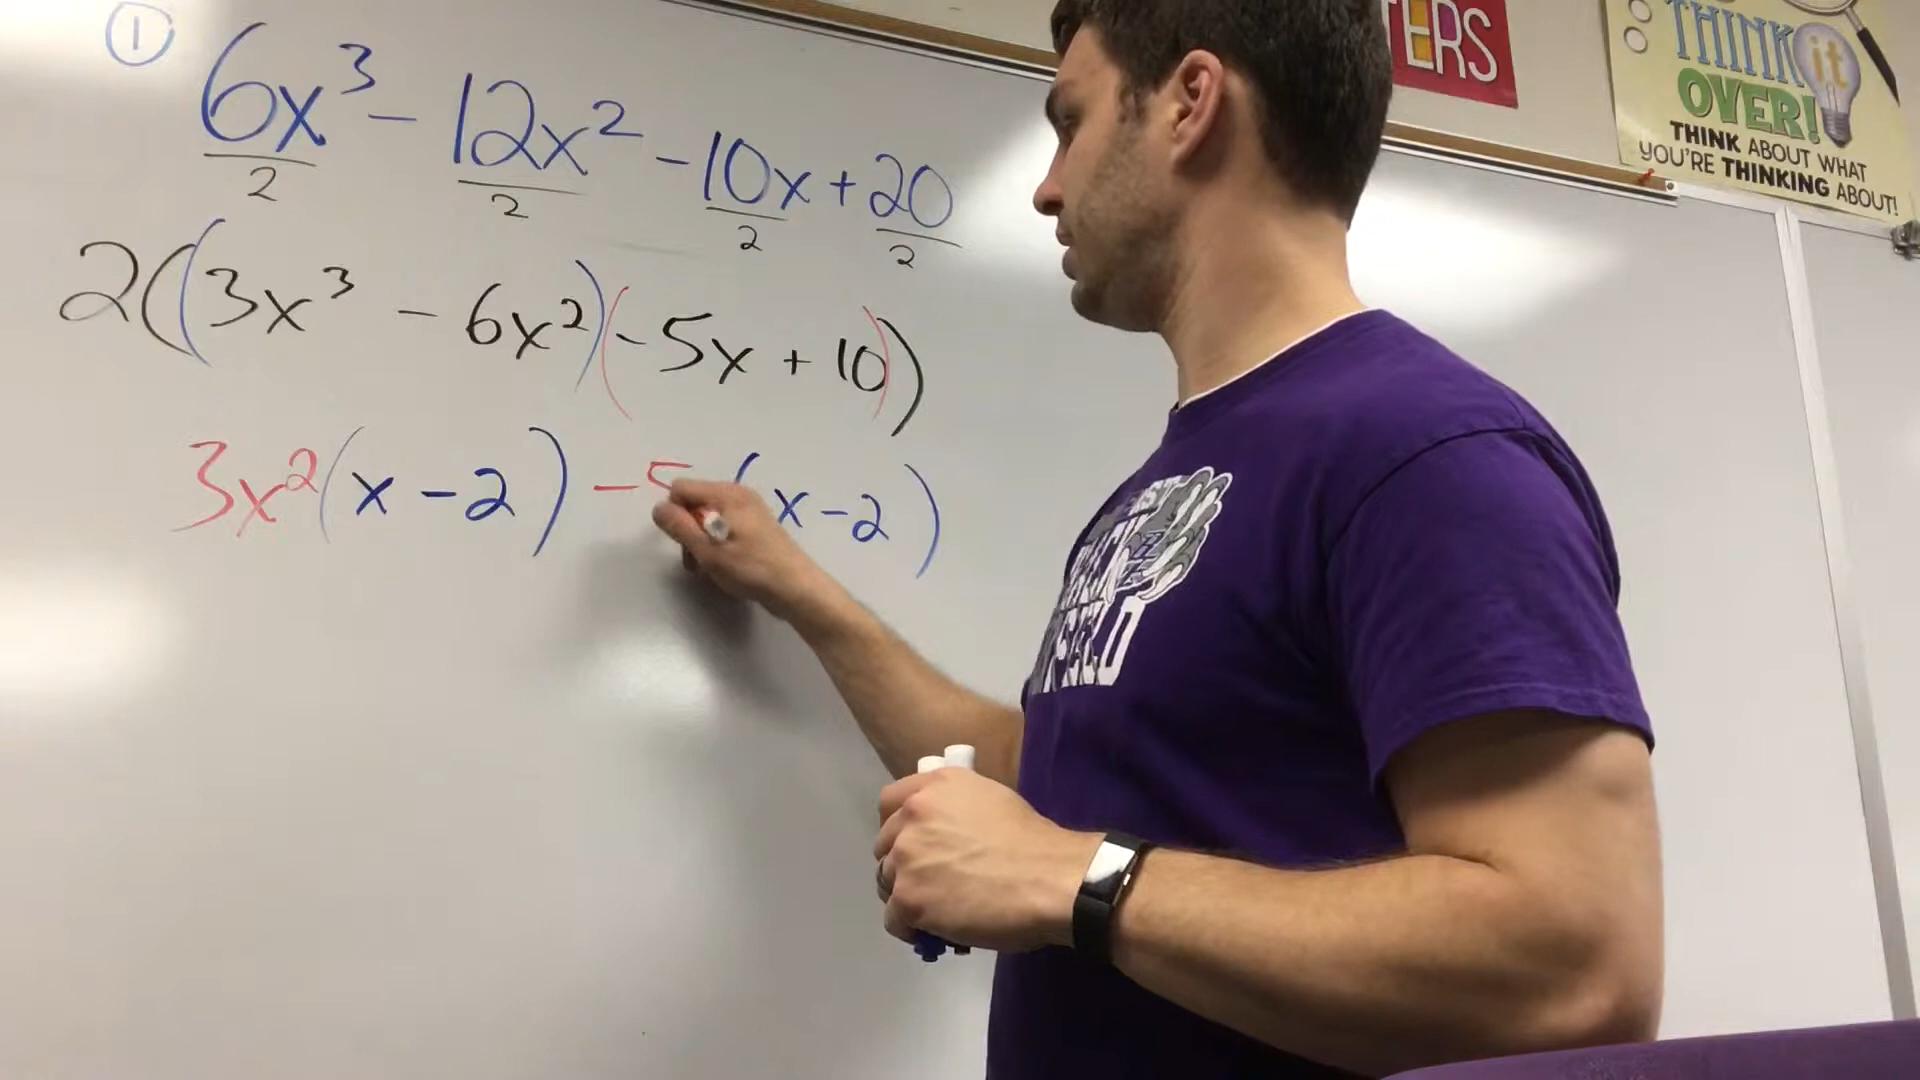 ① 6x³ - 12x² - 10x + 20
2 2 2 2
2((3x³ - 6x²)(-5x + 10))
3x²(x - 2) - 5(x - 2)
TERS
THINK it
OVER!
THINK ABOUT WHAT
YOU'RE THINKING ABOUT!